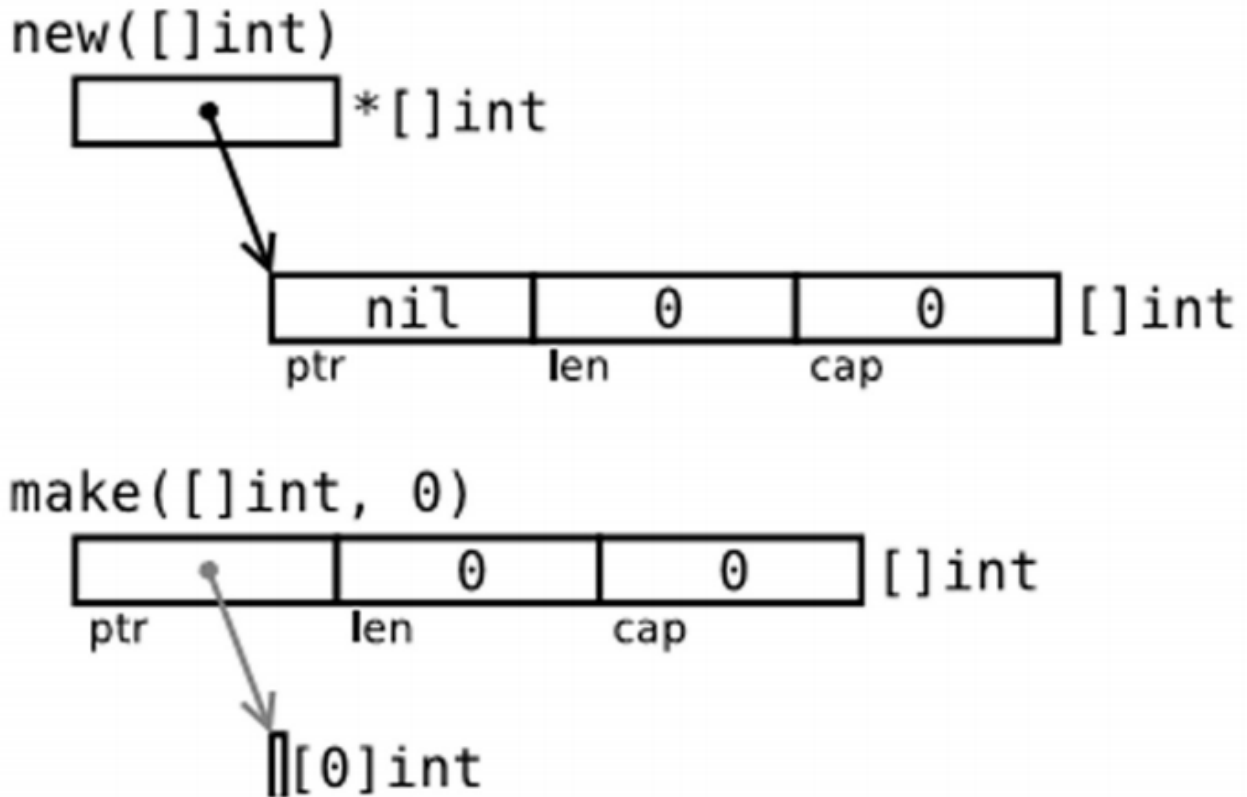 new([]int)
*[]int
nil 0 0 []int
ptr len cap
make([]int, 0)
0 0 []int
ptr len cap
[0]int